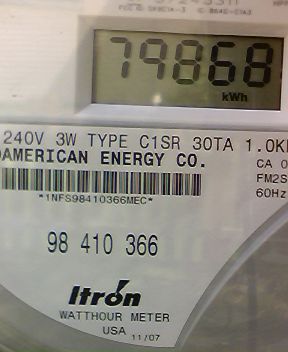 79868
kWh
240V 3W TYPE C1SR 30TA 1.0K
AMERICAN ENERGY CO.
CA
*1NFS98410366MEC*
FM2S
60Hz
98 410 366
Itron
WATTHOUR METER
USA 11/07